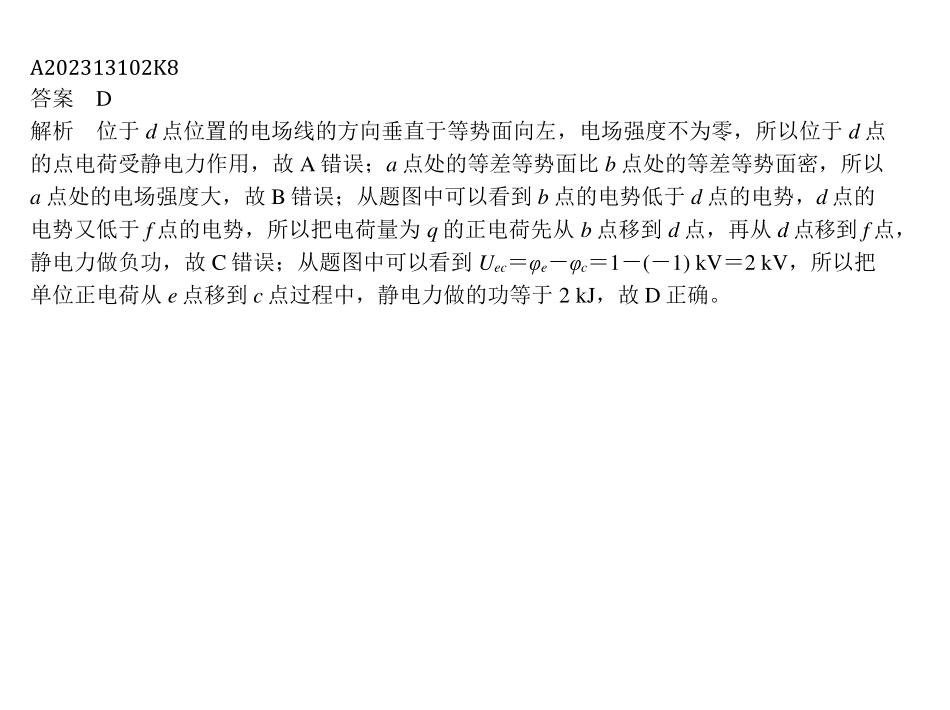 A202313102K8
答案　D
解析　位于 d 点位置的电场线的方向垂直于等势面向左，电场强度不为零，所以位于 d 点
的点电荷受静电力作用，故 A 错误；a 点处的等差等势面比 b 点处的等差等势面密，所以
a 点处的电场强度大，故 B 错误；从题图中可以看到 b 点的电势低于 d 点的电势，d 点的
电势又低于 f 点的电势，所以把电荷量为 q 的正电荷先从 b 点移到 d 点，再从 d 点移到 f 点，
静电力做负功，故 C 错误；从题图中可以看到 Uec＝φe－φc＝1－(－1) kV＝2 kV，所以把
单位正电荷从 e 点移到 c 点过程中，静电力做的功等于 2 kJ，故 D 正确。